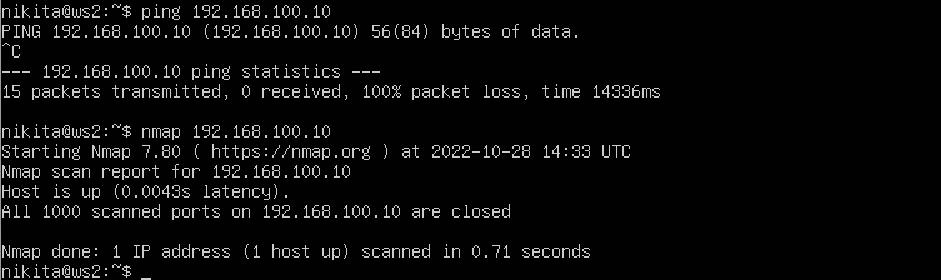 nikita@ws2:~$ ping 192.168.100.10
PING 192.168.100.10 (192.168.100.10) 56(84) bytes of data.
^C
--- 192.168.100.10 ping statistics ---
15 packets transmitted, 0 received, 100% packet loss, time 14336ms

nikita@ws2:~$ nmap 192.168.100.10
Starting Nmap 7.80 ( https://nmap.org ) at 2022-10-28 14:33 UTC
Nmap scan report for 192.168.100.10
Host is up (0.0043s latency).
All 1000 scanned ports on 192.168.100.10 are closed

Nmap done: 1 IP address (1 host up) scanned in 0.71 seconds
nikita@ws2:~$ _